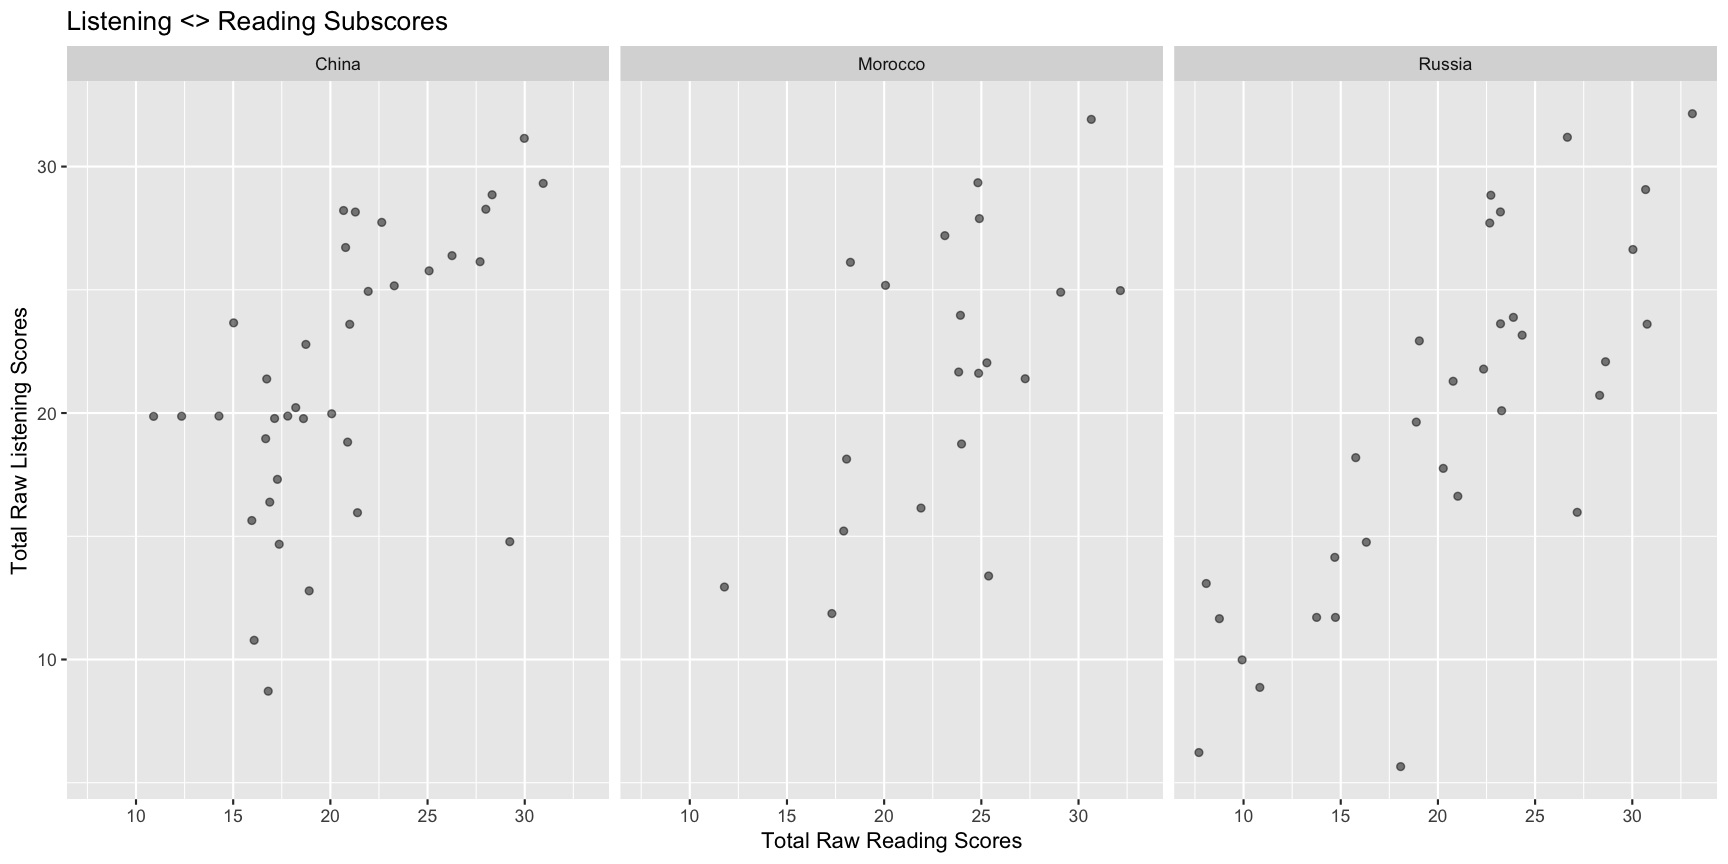 Listening <> Reading Subscores
China Morocco Russia
Total Raw Listening Scores
30
20
10
10 15 20 25 30 10 15 20 25 30 10 15 20 25 30
Total Raw Reading Scores